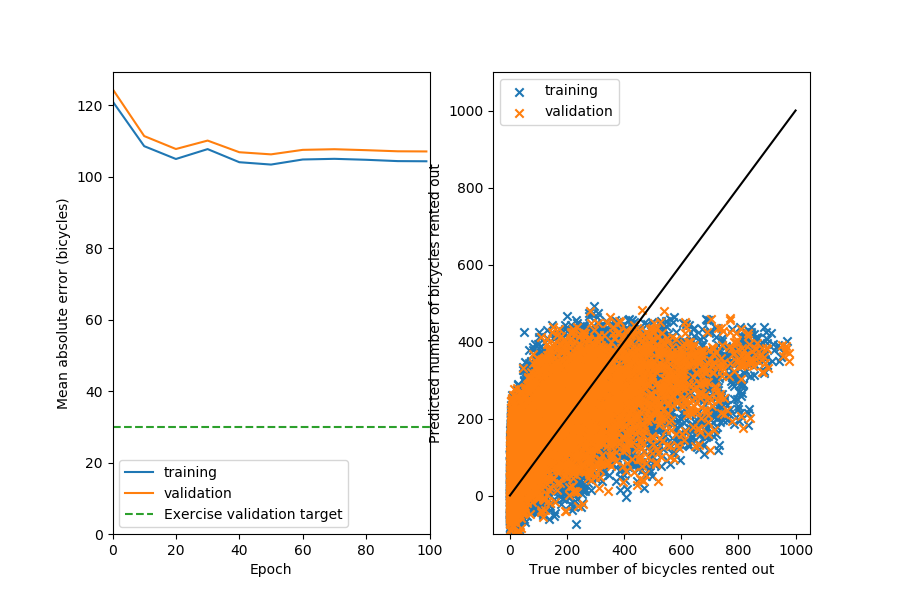 120
100
80
60
40
20
0
Mean absolute error (bicycles)
training
validation
Exercise validation target
0 20 40 60 80 100
Epoch
training
validation
1000
800
600
400
200
0
Predicted number of bicycles rented out
0 200 400 600 800 1000
True number of bicycles rented out